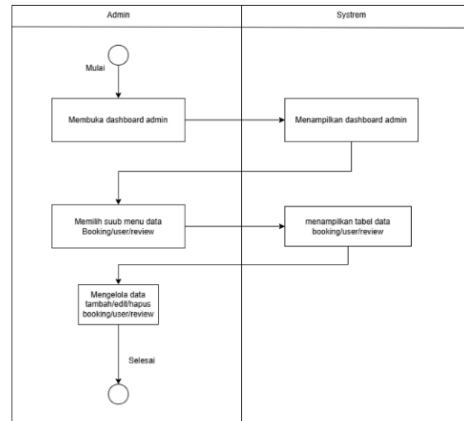 Admin
Systrem
Mulai
Membuka dashboard admin
Menampilkan dashboard admin
Memilih suub menu data
Booking/user/review
menampilkan tabel data
booking/user/review
Mengelola data
tambah/edit/hapus
booking/user/review
Selesai